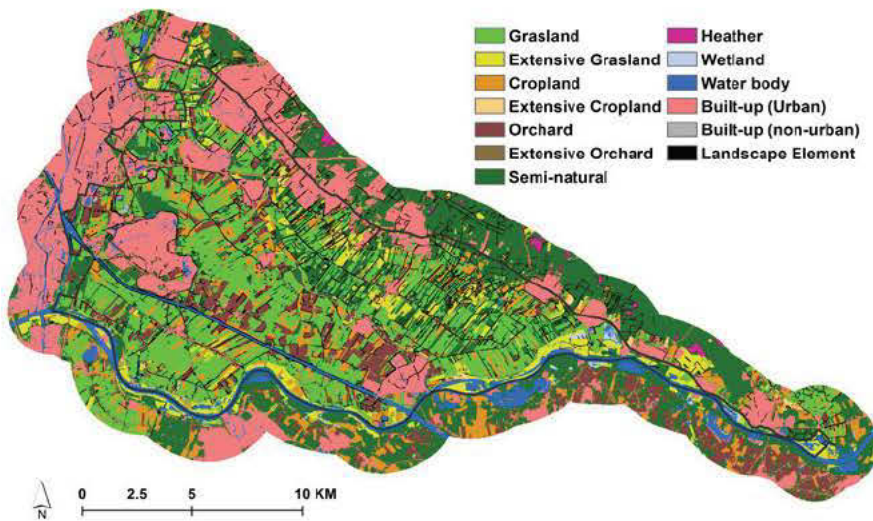 Grasland
Extensive Grasland
Cropland
Extensive Cropland
Orchard
Extensive Orchard
Semi-natural
Heather
Wetland
Water body
Built-up (Urban)
Built-up (non-urban)
Landscape Element
N
0 2.5 5 10 KM